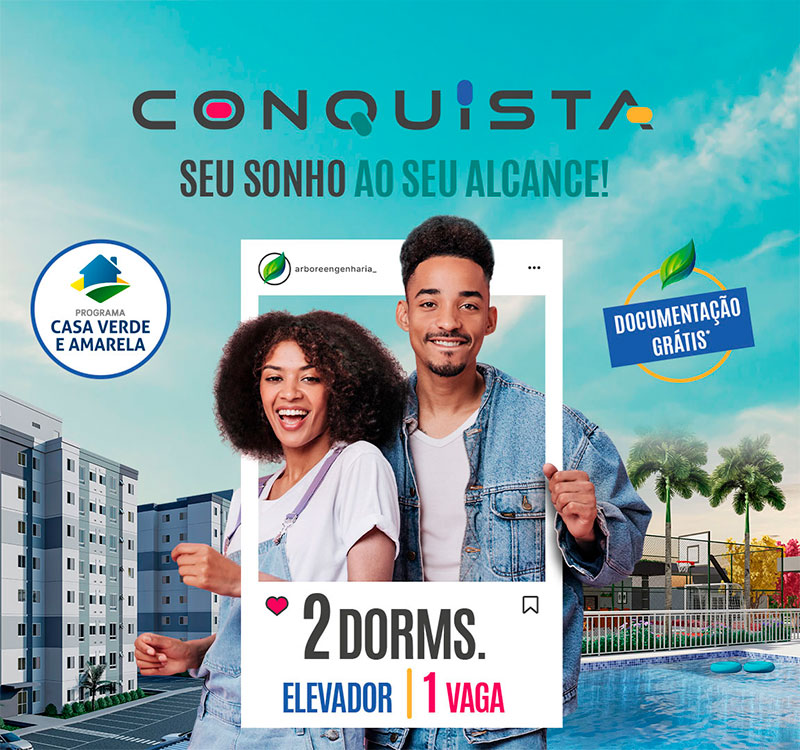 CONQUISTA
SEU SONHO AO SEU ALCANCE!
arboreengenharia_
PROGRAMA
CASA VERDE
E AMARELA
DOCUMENTAÇÃO
GRÁTIS*
2 DORMS.
ELEVADOR | 1 VAGA